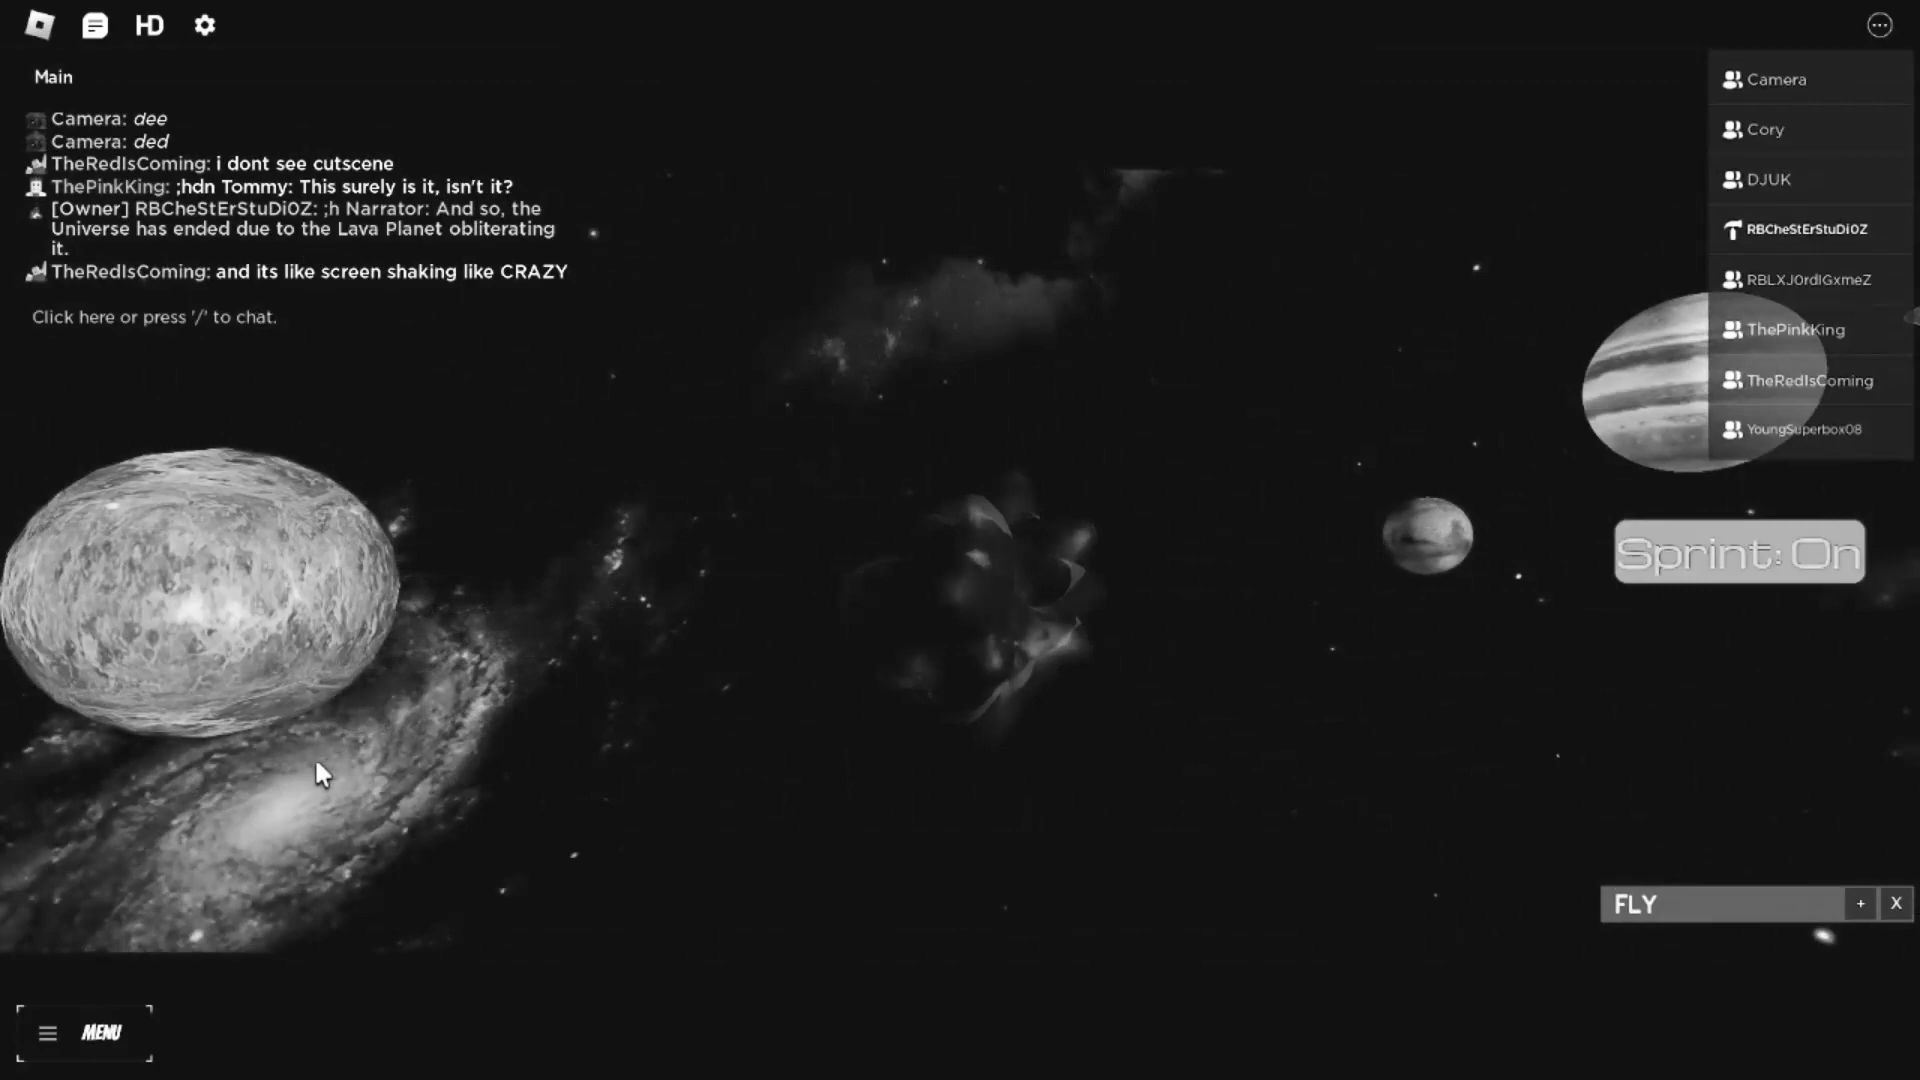 HD
Main
Camera: dee
Camera: ded
TheRedIsComing: i dont see cutscene
ThePinkKing: ;hdn Tommy: This surely is it, isn't it?
[Owner] RBCheStErStuDi0Z: ;h Narrator: And so, the
Universe has ended due to the Lava Planet obliterating
it.
TheRedIsComing: and its like screen shaking like CRAZY
Click here or press '/' to chat.
Camera
Cory
DJUK
RBCheStErStuDi0Z
RBLXJ0rdIGxmeZ
ThePinkKing
TheRedIsComing
YoungSuperbox08
Sprint: On
FLY + X
MENU